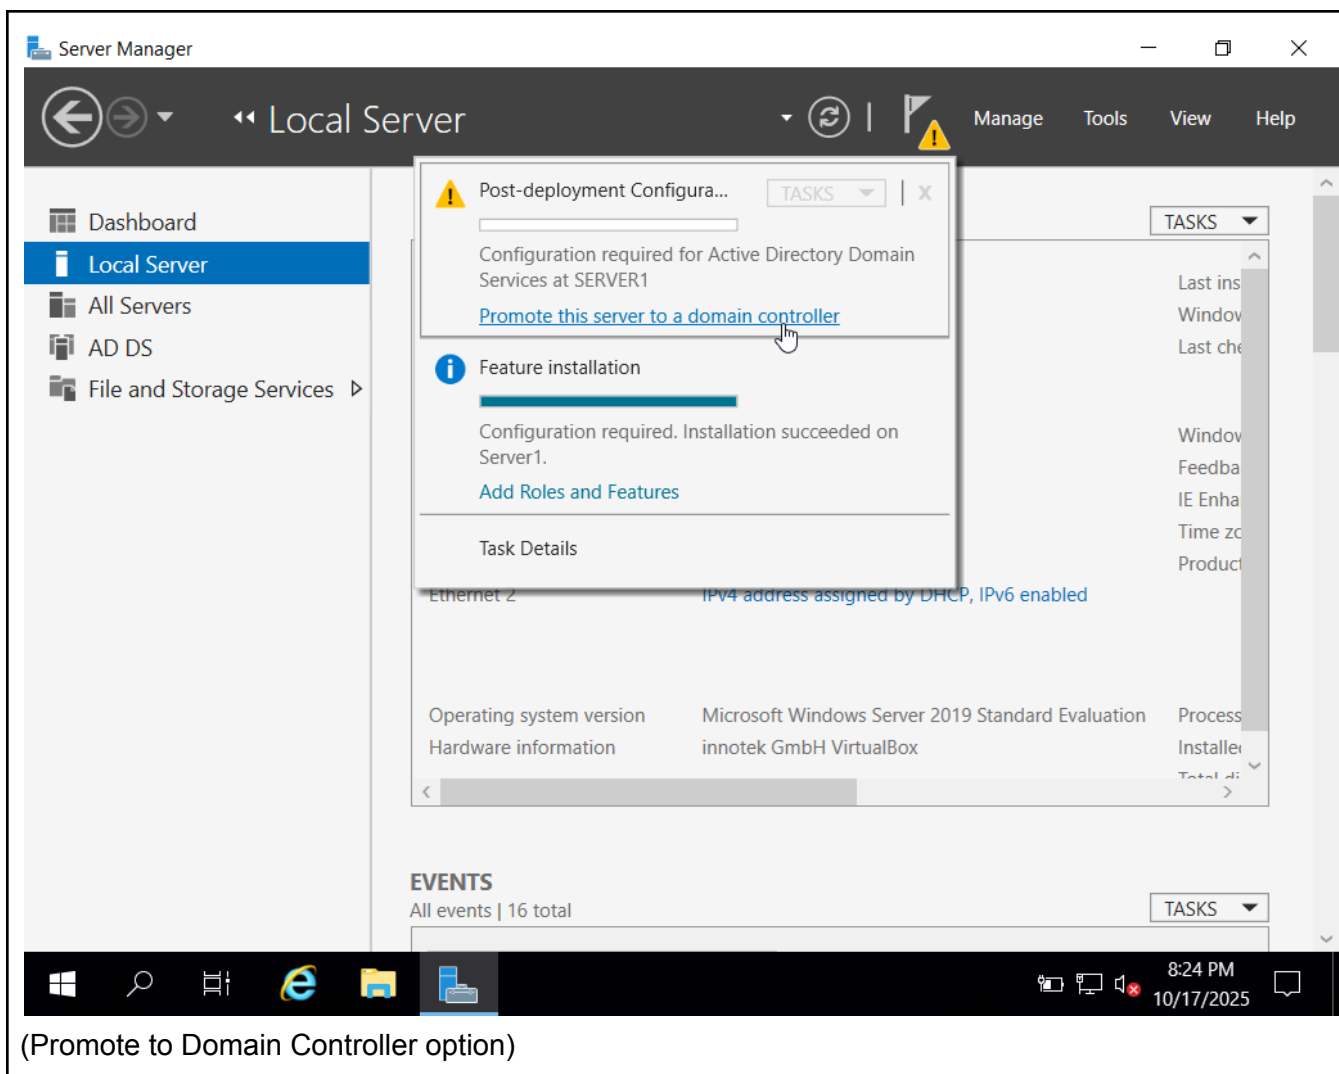 Server Manager
Local Server
Manage Tools View Help
Dashboard
Local Server
All Servers
AD DS
File and Storage Services
Post-deployment Configura...
TASKS
X
Configuration required for Active Directory Domain
Services at SERVER1
Promote this server to a domain controller
Feature installation
Configuration required. Installation succeeded on
Server1.
Add Roles and Features
Task Details
TASKS
Last ins
Window
Last che
Window
Feedba
IE Enha
Time zo
Product
Ethernet 2 IPv4 address assigned by DHCP, IPv6 enabled
Operating system version Microsoft Windows Server 2019 Standard Evaluation Process
Hardware information innotek GmbH VirtualBox Installe
Total di
EVENTS
All events | 16 total
TASKS
8:24 PM
10/17/2025
(Promote to Domain Controller option)